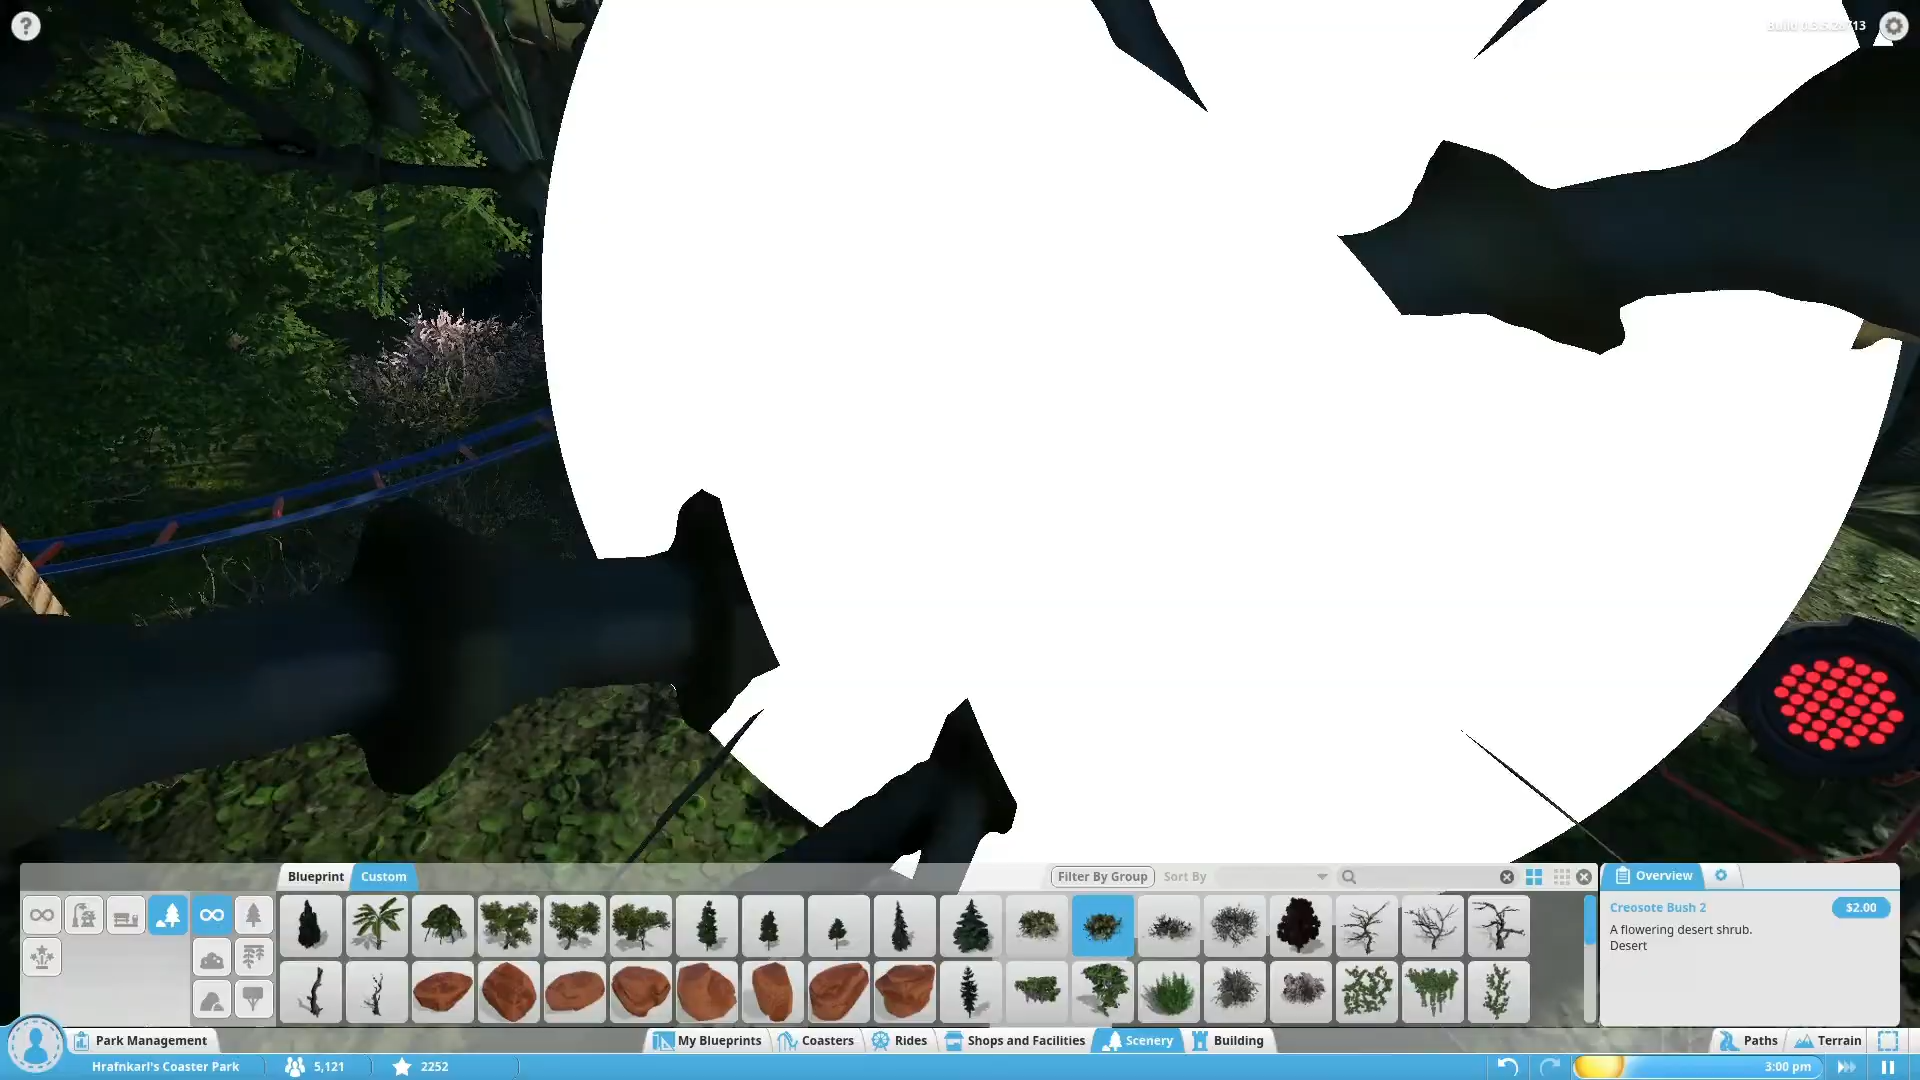 ?
Blueprint
Custom
Filter By Group
Sort By
Overview
Creosote Bush 2
$2.00
A flowering desert shrub.
Desert
Park Management
My Blueprints
Coasters
Rides
Shops and Facilities
Scenery
Building
Paths
Terrain
Hrafnkarl's Coaster Park
5,121
2252
3:00 pm